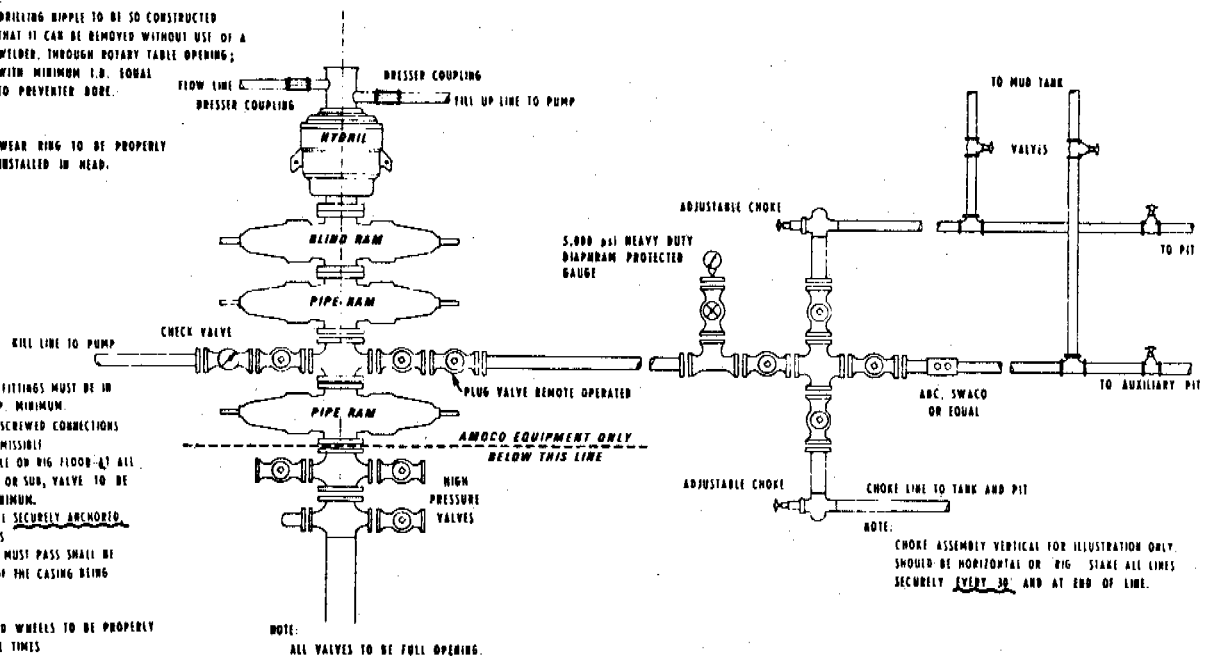 DRILLING NIPPLE TO BE SO CONSTRUCTED
THAT IT CAN BE REMOVED WITHOUT USE OF A
WELDER, THROUGH ROTARY TABLE OPENING;
WITH MINIMUM I.D. EQUAL
TO PREVENTER BORE.
WEAR RING TO BE PROPERLY
INSTALLED IN HEAD.
FLOW LINE
DRESSER COUPLING
DRESSER COUPLING
FILL UP LINE TO PUMP
HYDRIL
BLIND RAM
PIPE RAM
CHECK VALVE
KILL LINE TO PUMP
PLUG VALVE REMOTE OPERATED
PIPE RAM
AMOCO EQUIPMENT ONLY
BELOW THIS LINE
HIGH
PRESSURE
VALVES
FITTINGS MUST BE IN
P. MINIMUM.
SCREWED CONNECTIONS
MISSIBLE
LE ON RIG FLOOR AT ALL
OR SUB, VALVE TO BE
NIMUM.
L SECURELY ANCHORED,
S
MUST PASS SHALL BE
OF THE CASING BEING
D WHEELS TO BE PROPERLY
L TIMES
NOTE:
ALL VALVES TO BE FULL OPENING.
TO MUD TANK
VALVES
ADJUSTABLE CHOKE
5,000 psi HEAVY DUTY
DIAPHRAM PROTECTED
GAUGE
TO PIT
TO AUXILIARY PIT
ABC, SWACO
OR EQUAL
ADJUSTABLE CHOKE
CHOKE LINE TO TANK AND PIT
NOTE:
CHOKE ASSEMBLY VERTICAL FOR ILLUSTRATION ONLY.
SHOULD BE HORIZONTAL OR RIG STAKE ALL LINES
SECURELY EVERY 30' AND AT END OF LINE.